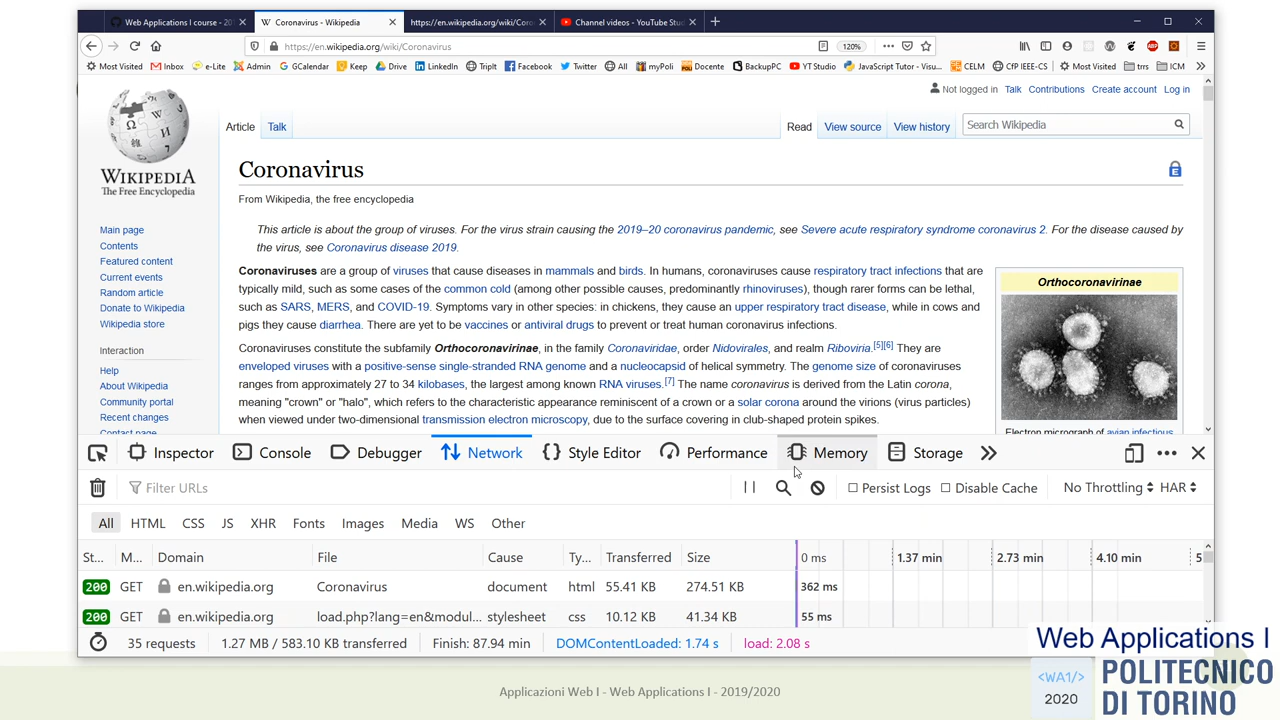 Web Applications I course - 20
Coronavirus - Wikipedia
https://en.wikipedia.org/wiki/Coro
Channel videos - YouTube Stu
https://en.wikipedia.org/wiki/Coronavirus
120%
Most Visited Inbox e-Lite Admin GCalendar Keep Drive LinkedIn TripIt Facebook Twitter All myPoli Docente BackupPC YT Studio JavaScript Tutor - Visu... CELM CfP IEEE-CS Most Visited trrs ICM
Not logged in Talk Contributions Create account Log in
Article Talk Read View source View history Search Wikipedia
WIKIPEDIA
The Free Encyclopedia
Coronavirus
From Wikipedia, the free encyclopedia
Main page
Contents
Featured content
Current events
Random article
Donate to Wikipedia
Wikipedia store
Interaction
Help
About Wikipedia
Community portal
Recent changes
Contact page
This article is about the group of viruses. For the virus strain causing the 2019–20 coronavirus pandemic, see Severe acute respiratory syndrome coronavirus 2. For the disease caused by
the virus, see Coronavirus disease 2019.
Coronaviruses are a group of viruses that cause diseases in mammals and birds. In humans, coronaviruses cause respiratory tract infections that are
typically mild, such as some cases of the common cold (among other possible causes, predominantly rhinoviruses), though rarer forms can be lethal,
such as SARS, MERS, and COVID-19. Symptoms vary in other species: in chickens, they cause an upper respiratory tract disease, while in cows and
pigs they cause diarrhea. There are yet to be vaccines or antiviral drugs to prevent or treat human coronavirus infections.
Coronaviruses constitute the subfamily Orthocoronavirinae, in the family Coronaviridae, order Nidovirales, and realm Riboviria.[5][6] They are
enveloped viruses with a positive-sense single-stranded RNA genome and a nucleocapsid of helical symmetry. The genome size of coronaviruses
ranges from approximately 27 to 34 kilobases, the largest among known RNA viruses.[7] The name coronavirus is derived from the Latin corona,
meaning "crown" or "halo", which refers to the characteristic appearance reminiscent of a crown or a solar corona around the virions (virus particles)
when viewed under two-dimensional transmission electron microscopy, due to the surface covering in club-shaped protein spikes.
Orthocoronavirinae
Electron micrograph of avian infectious
Inspector Console Debugger Network Style Editor Performance Memory Storage
Filter URLs Persist Logs Disable Cache No Throttling HAR
All HTML CSS JS XHR Fonts Images Media WS Other
St... M... Domain File Cause Ty... Transferred Size 0 ms 1.37 min 2.73 min 4.10 min 5
200 GET en.wikipedia.org Coronavirus document html 55.41 KB 274.51 KB 362 ms
200 GET en.wikipedia.org load.php?lang=en&modul... stylesheet css 10.12 KB 41.34 KB 55 ms
35 requests 1.27 MB / 583.10 KB transferred Finish: 87.94 min DOMContentLoaded: 1.74 s load: 2.08 s
Web Applications I
<WA1/>
2020
POLITECNICO
DI TORINO
Applicazioni Web I - Web Applications I - 2019/2020